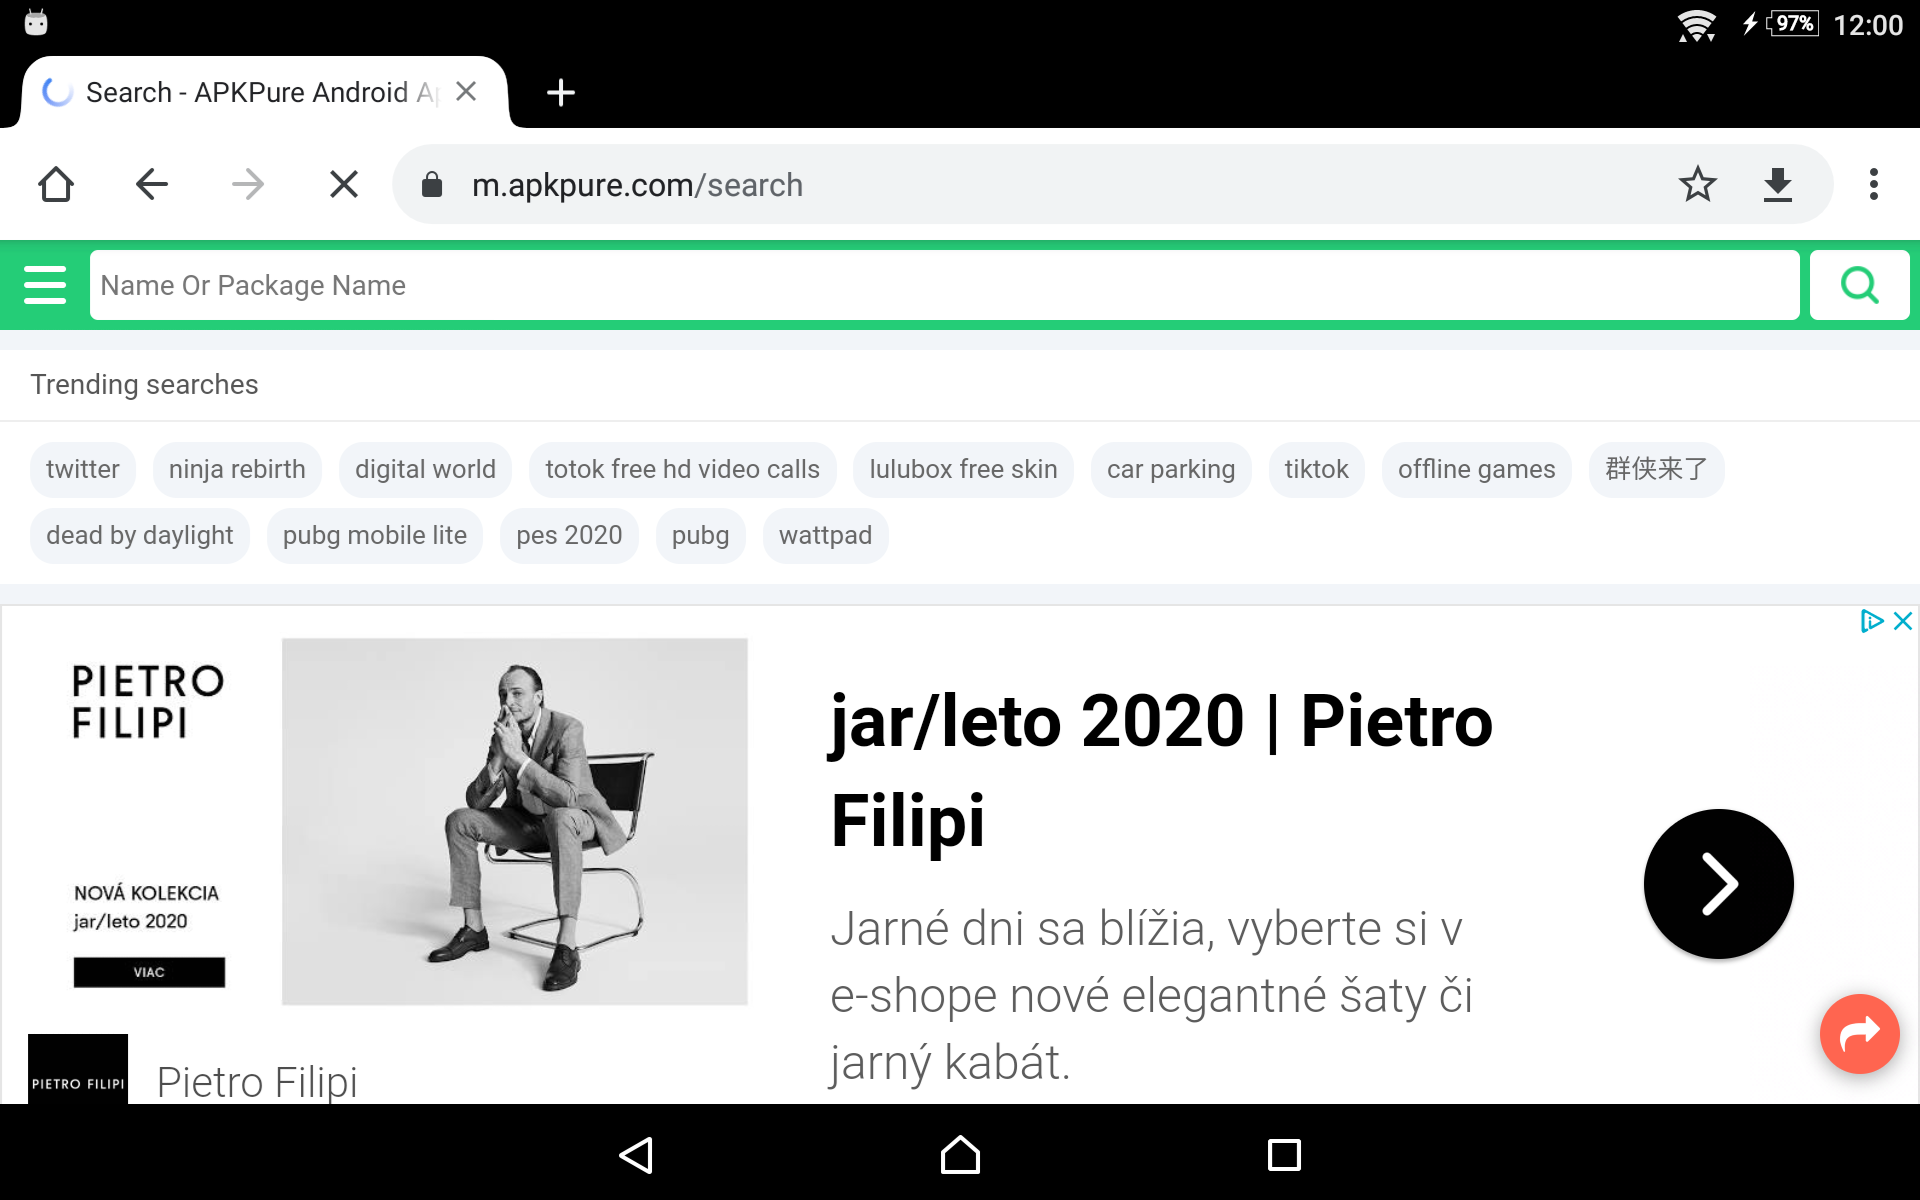 97% 12:00
Search - APKPure Android Ap
m.apkpure.com/search
Name Or Package Name
Trending searches
twitter ninja rebirth digital world totok free hd video calls lulubox free skin car parking tiktok offline games 群侠来了
dead by daylight pubg mobile lite pes 2020 pubg wattpad
PIETRO
FILIPI
NOVÁ KOLEKCIA
jar/leto 2020
VIAC
PIETRO FILIPI
Pietro Filipi
jar/leto 2020 | Pietro
Filipi
Jarné dni sa blížia, vyberte si v
e-shope nové elegantné šaty či
jarný kabát.